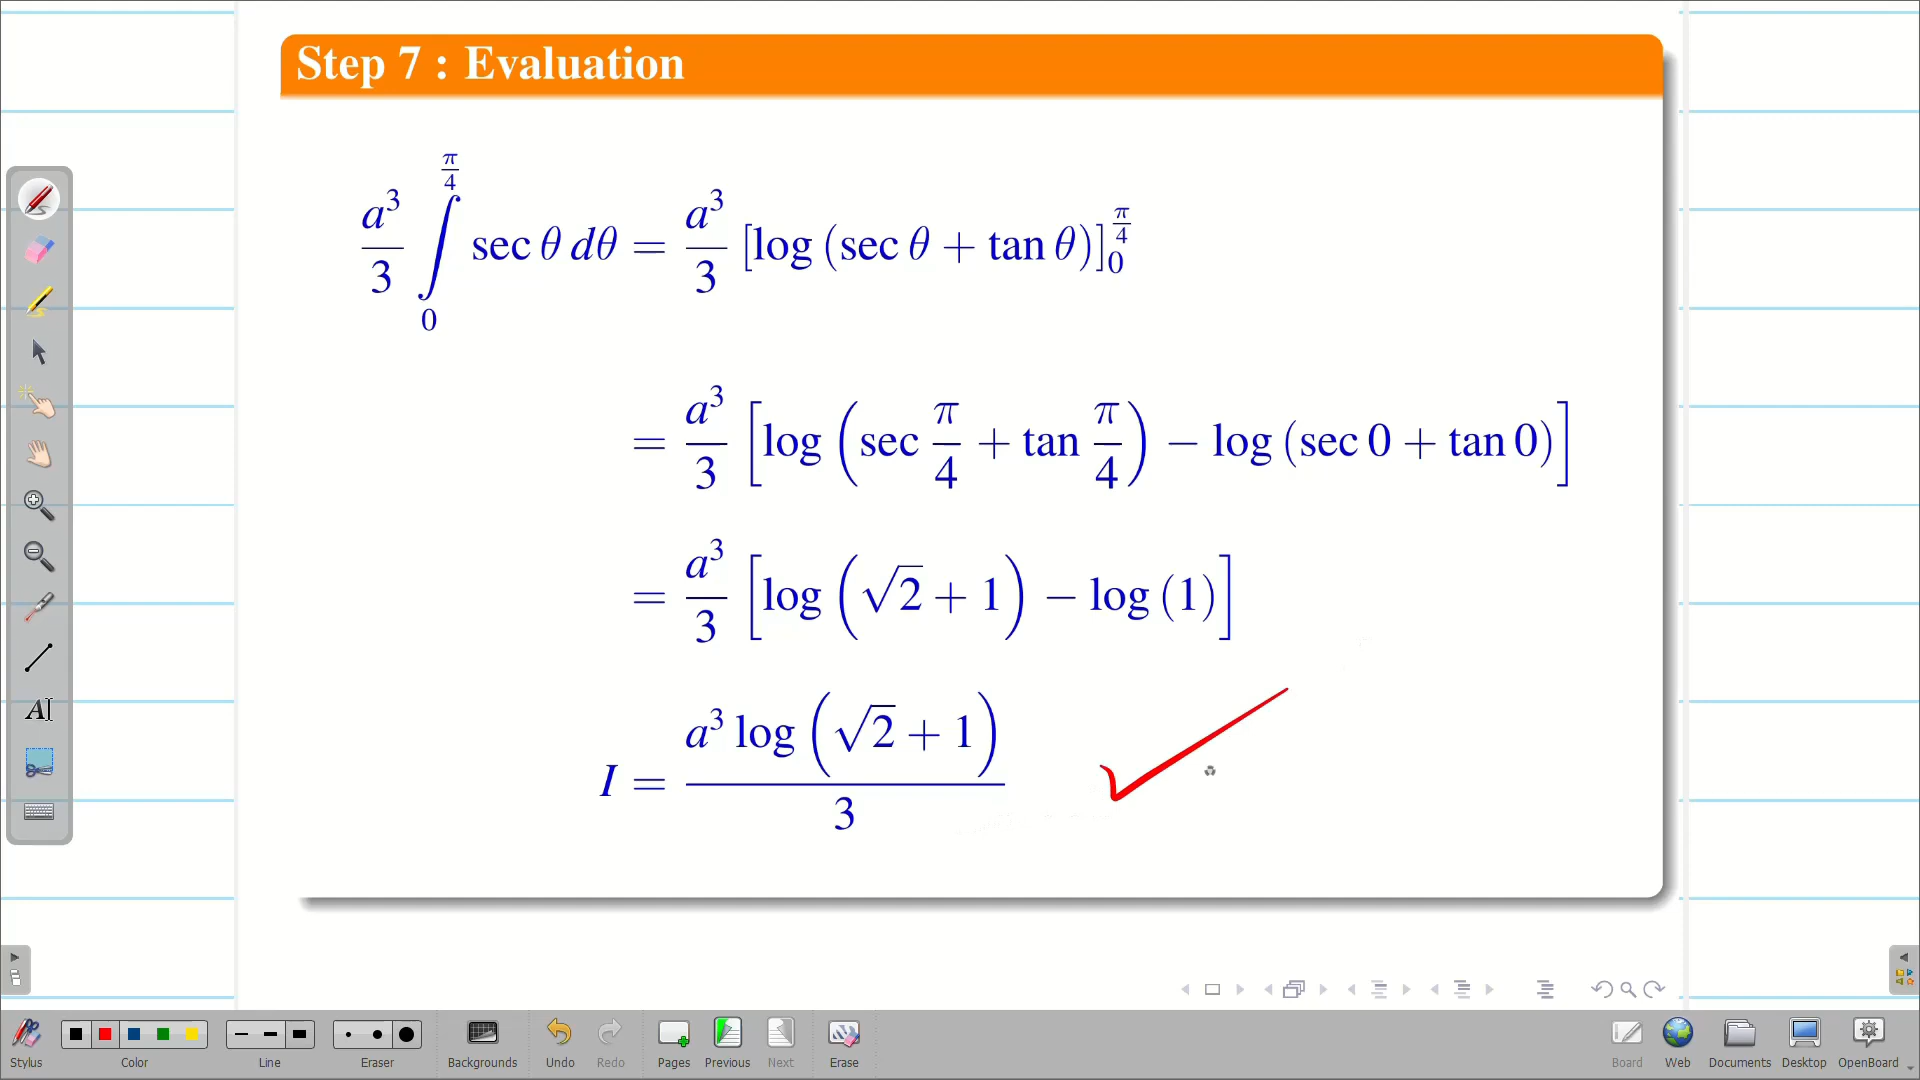 Step 7 : Evaluation
a³/3 ∫₀^{π/4} sec θ dθ = a³/3 [log (sec θ + tan θ)]₀^{π/4}
= a³/3 [log (sec π/4 + tan π/4) − log (sec 0 + tan 0)]
= a³/3 [log (√2 + 1) − log (1)]
I = a³ log (√2 + 1) / 3
Stylus Color Line Eraser Backgrounds Undo Redo Pages Previous Next Erase Board Web Documents Desktop OpenBoard